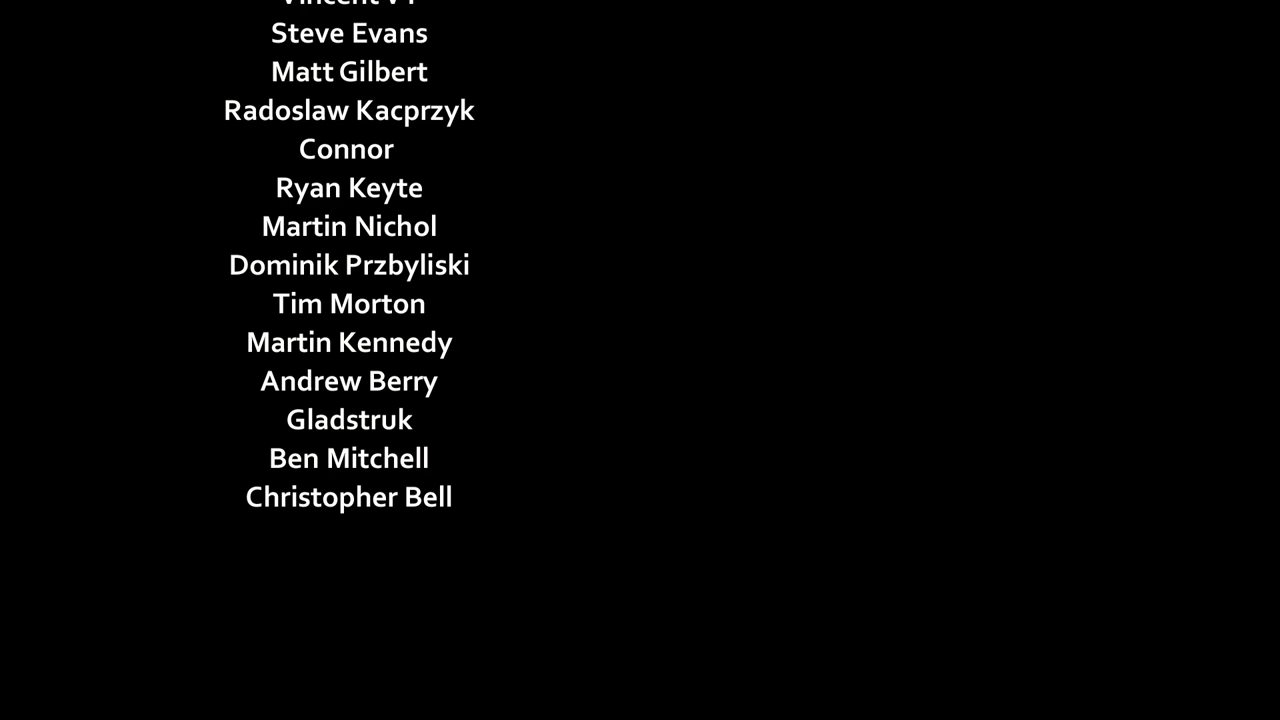 Steve Evans
Matt Gilbert
Radoslaw Kacprzyk
Connor
Ryan Keyte
Martin Nichol
Dominik Przbyliski
Tim Morton
Martin Kennedy
Andrew Berry
Gladstruk
Ben Mitchell
Christopher Bell